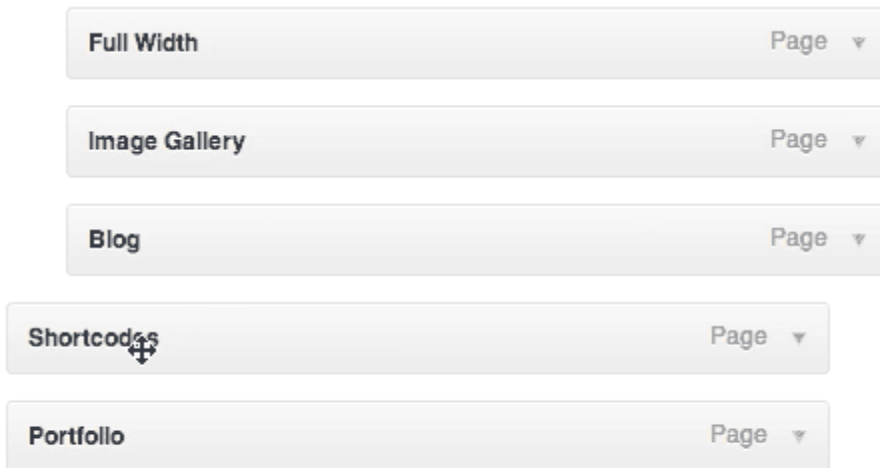 Full Width Page
Image Gallery Page
Blog Page
Shortcodes Page
Portfolio Page